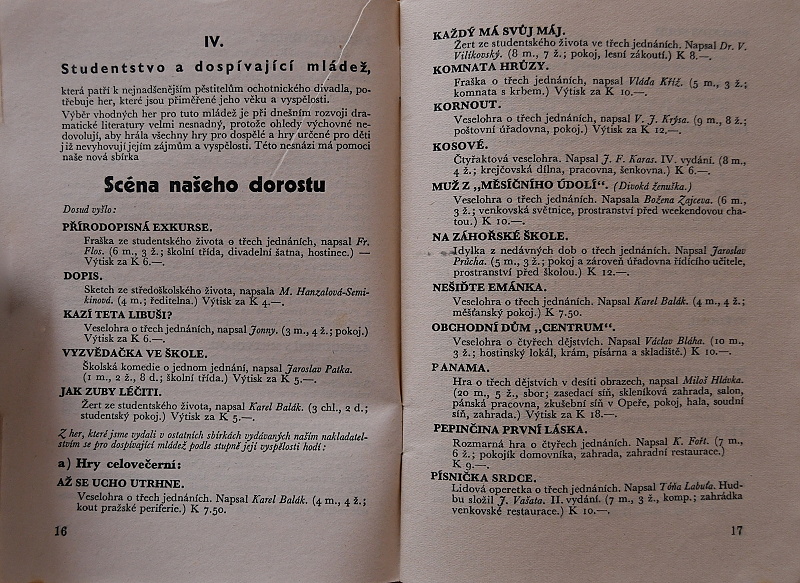 IV.
Studentstvo a dospívající mládež,
která patří k nejnadšenějším pěstitelům ochotnického divadla, po-
třebuje her, které jsou přiměřené jeho věku a vyspělosti.
Výběr vhodných her pro tuto mládež je při dnešním rozvoji dra-
matické literatury velmi nesnadný, protože ohledy výchovné ne-
dovolují, aby hrála všechny hry pro dospělé a hry určené pro děti
již nevyhovují jejím zájmům a vyspělosti. Této nesnázi má pomoci
naše nová sbírka
Scéna našeho dorostu
Dosud vyšlo:
PŘÍRODOPISNÁ EXKURSE.
Fraška ze studentského života o třech jednáních, napsal Fr.
Flos. (6 m., 3 ž.; školní třída, divadelní šatna, hostinec.) —
Výtisk za K 6.—.
DOPIS.
Sketch ze středoškolského života, napsala M. Hanzalová-Semi-
kinová. (4 m.; ředitelna.) Výtisk za K 4.—.
KAZÍ TETA LIBUŠI?
Veselohra o třech jednáních, napsal Jonny. (3 m., 4 ž.; pokoj.)
Výtisk za K 6.—.
VYZVĚDAČKA VE ŠKOLE.
Školská komedie o jednom jednání, napsal Jaroslav Patka.
(1 m., 2 ž., 8 d.; školní třída.) Výtisk za K 5.—.
JAK ZUBY LÉČITI.
Žert ze studentského života, napsal Karel Balák. (3 chl., 2 d.;
studentský pokoj.) Výtisk za K 5.—.
Z her, které jsme vydali v ostatních sbírkách vydávaných naším nakladatel-
stvím se pro dospívající mládež podle stupně její vyspělosti hodí:
a) Hry celovečerní:
AŽ SE UCHO UTRHNE.
Veselohra o třech jednáních. Napsal Karel Balák. (4 m., 4 ž.;
kout pražské periferie.) K 7.50.
16
KAŽDÝ MÁ SVŮJ MÁJ.
Žert ze studentského života ve třech jednáních. Napsal Dr. V.
Vilíkovský. (8 m., 7 ž.; pokoj, lesní zákoutí.) K 8.—.
KOMNATA HRŮZY.
Fraška o třech jednáních, napsal Vláďa Kříž. (5 m., 3 ž.;
komnata s krbem.) Výtisk za K 10.—.
KORNOUT.
Veselohra o třech jednáních, napsal V. J. Krýsa. (9 m., 8 ž.;
poštovní úřadovna, pokoj.) Výtisk za K 12.—.
KOSOVÉ.
Čtyřaktová veselohra. Napsal J. F. Karas. IV. vydání. (8 m.,
4 ž.; krejčovská dílna, pracovna, šenkovna.) K 6.—.
MUŽ Z „MĚSÍČNÍHO ÚDOLÍ“. (Divoká ženuška.)
Veselohra o třech jednáních. Napsala Božena Zajceva. (6 m.,
3 ž.; venkovská světnice, prostranství před weekendovou cha-
tou.) K 10.—.
NA ZÁHOŘSKÉ ŠKOLE.
Idylka z nedávných dob o třech jednáních. Napsal Jaroslav
Průcha. (5 m., 3 ž.; pokoj a zároveň úřadovna řídícího učitele,
prostranství před školou.) K 12.—.
NEŠIĎTE EMÁNKA.
Veselohra o třech jednáních. Napsal Karel Balák. (4 m., 4 ž.;
měšťanský pokoj.) K 7.50.
OBCHODNÍ DŮM „CENTRUM“.
Veselohra o čtyřech jednáních. Napsal Václav Bláha. (10 m.,
3 ž.; hostinský lokál, krám, písárna a skladiště.) K 10.—.
PANAMA.
Hra o třech dějstvích v desíti obrazech, napsal Miloš Hlávka.
(20 m., 5 ž., sbor; zasedací síň, skleníková zahrada, salon,
pánská pracovna, zkušební síň v Opeře, pokoj, hala, soudní
síň, zahrada.) Výtisk za K 18.—.
PEPINČINA PRVNÍ LÁSKA.
Rozmarná hra o čtyřech jednáních. Napsal K. Fořt. (7 m.,
6 ž.; pokojík domovníka, zahrada, zahradní restaurace.)
K 9.—.
PÍSNIČKA SRDCE.
Lidová operetka o třech jednáních. Napsal Tóňa Labuťa. Hud-
bu složil J. Vašata. II. vydání. (7 m., 3 ž., komp.; zahrádka
venkovské restaurace.) K 10.—.
17